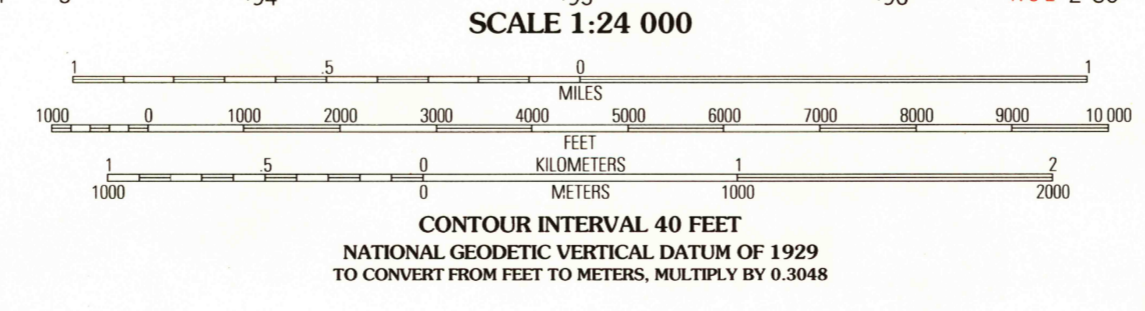 SCALE 1:24 000
1 .5 0 1
MILES
1000 0 1000 2000 3000 4000 5000 6000 7000 8000 9000 10 000
FEET
1 .5 0 KILOMETERS 1 2
1000 0 METERS 1000 2000
CONTOUR INTERVAL 40 FEET
NATIONAL GEODETIC VERTICAL DATUM OF 1929
TO CONVERT FROM FEET TO METERS, MULTIPLY BY 0.3048